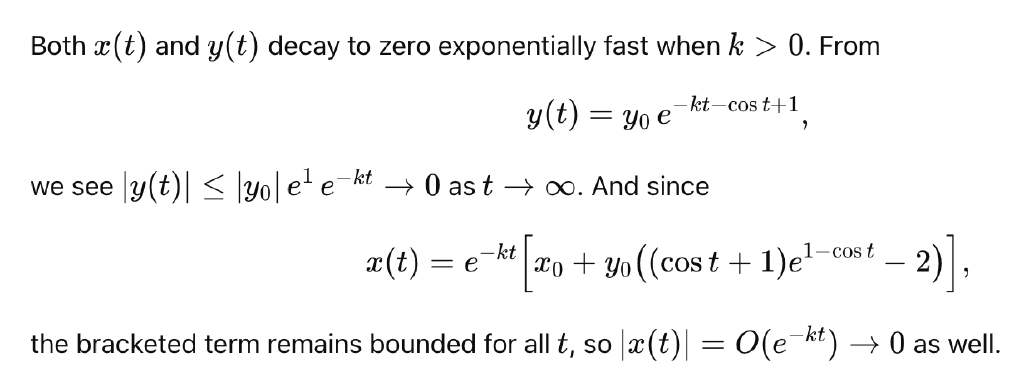 Both x(t) and y(t) decay to zero exponentially fast when k > 0. From
y(t) = y₀ e^{−kt−cos t+1},
we see |y(t)| ≤ |y₀| e¹ e^{−kt} → 0 as t → ∞. And since
x(t) = e^{−kt}[x₀ + y₀((cos t + 1)e^{1−cos t} − 2)],
the bracketed term remains bounded for all t, so |x(t)| = O(e^{−kt}) → 0 as well.